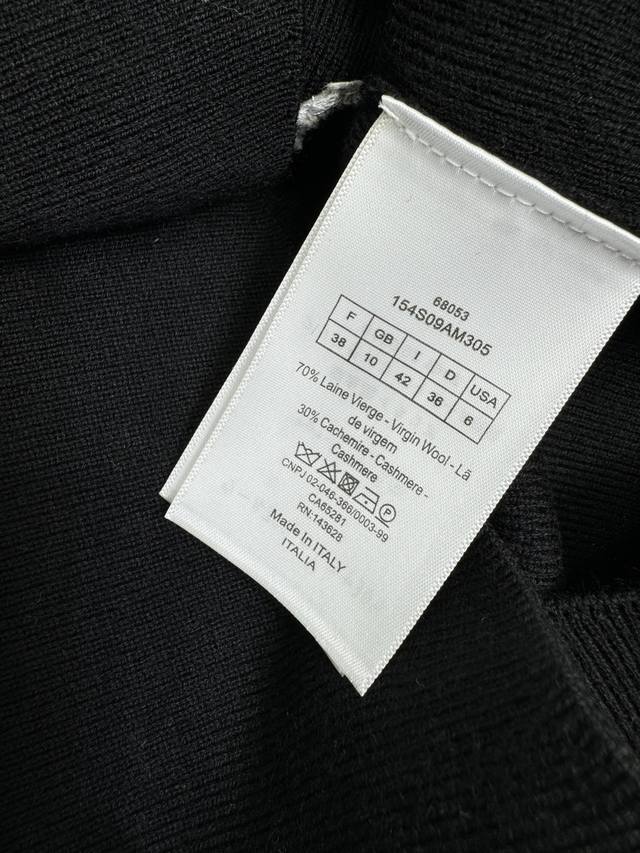 68053
154S09AM305
F GB I D USA
38 10 42 36 6
70% Laine Vierge - Virgin Wool - Lã
de virgem
30% Cachemire - Cashmere -
Cashmere
CNPJ 02-046-366/0003-99
CA65281
RN:143628
Made In ITALY
ITALIA